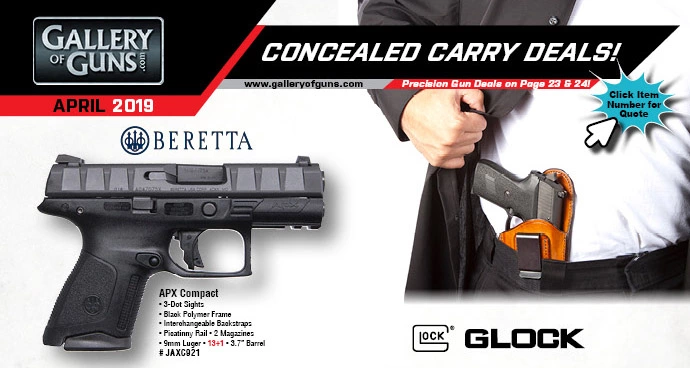 GALLERY
OF GUNS.com
CONCEALED CARRY DEALS!
www.galleryofguns.com
Precision Gun Deals on Page 23 & 24!
Click Item
Number for
Quote
APRIL 2019
BERETTA
APX Compact
• 3-Dot Sights
• Black Polymer Frame
• Interchangeable Backstraps
• Picatinny Rail • 2 Magazines
• 9mm Luger • 13+1 • 3.7" Barrel
# JAXC921
GLOCK
GLOCK